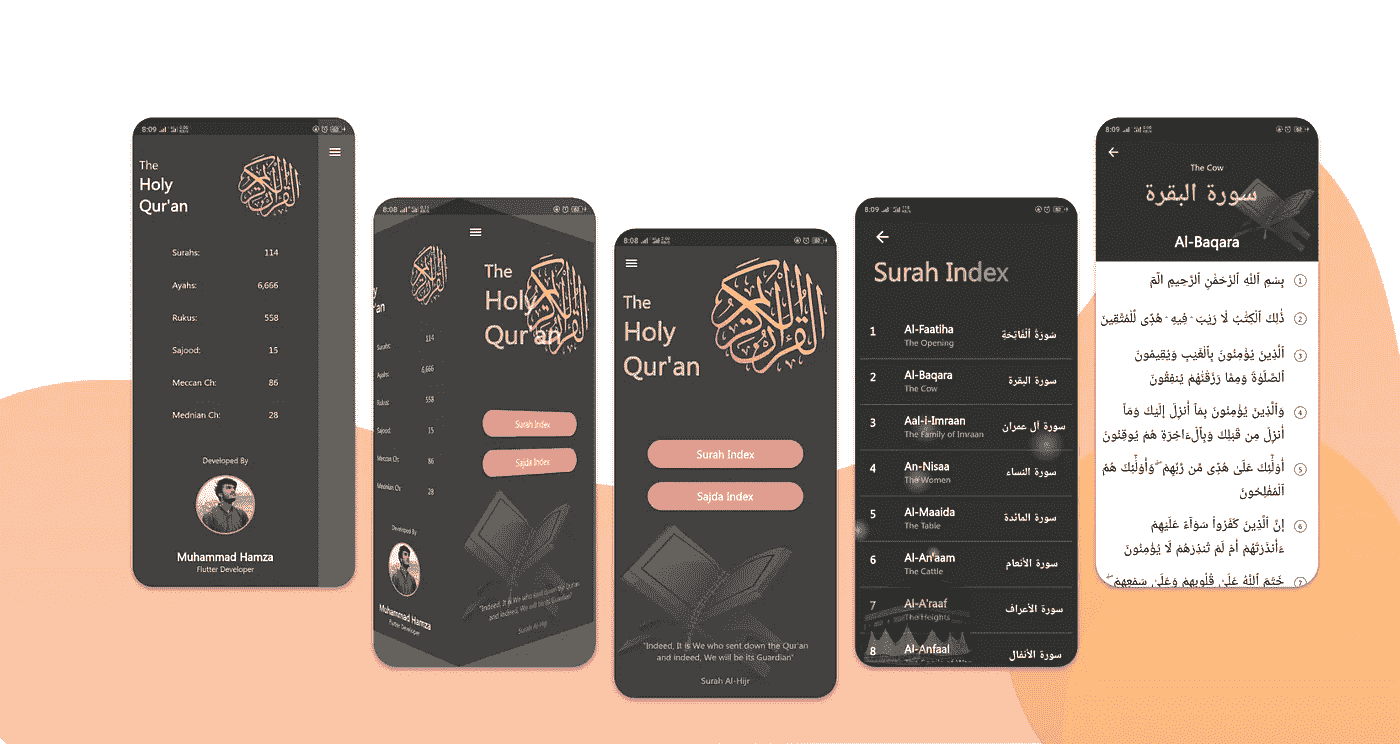 8:09
The
Holy
Qur'an
Surahs: 114
Ayahs: 6,666
Rukus: 558
Sajood: 15
Meccan Ch: 86
Mednian Ch: 28
Developed By
Muhammad Hamza
Flutter Developer
8:08
The
Holy
Qur'an
Surahs: 114
Ayahs: 6,666
Rukus: 558
Sajood: 15
Meccan Ch: 86
Mednian Ch: 28
Surah Index
Sajda Index
Developed By
Muhammad Hamza
Flutter Developer
"Indeed, It is We who sent down the Qur'an
and indeed, We will be its Guardian"
Surah Al-Hijr
8:08
The
Holy
Qur'an
Surah Index
Sajda Index
"Indeed, It is We who sent down the Qur'an
and indeed, We will be its Guardian"
Surah Al-Hijr
8:09
Surah Index
1 Al-Faatiha سُورَةُ ٱلْفَاتِحَةِ
The Opening
2 Al-Baqara سورة البقرة
The Cow
3 Aal-i-Imraan سورة آل عمران
The Family of Imraan
4 An-Nisaa سورة النساء
The Women
5 Al-Maaida سورة المائدة
The Table
6 Al-An'aam سورة الأنعام
The Cattle
7 Al-A'raaf سورة الأعراف
The Heights
8 Al-Anfaal سورة الأنفال
8:09
The Cow
سورة البقرة
Al-Baqara
بِسْمِ ٱللَّهِ ٱلرَّحْمَٰنِ ٱلرَّحِيمِ الٓمٓ 1
ذَٰلِكَ ٱلْكِتَٰبُ لَا رَيْبَ ۛ فِيهِ ۛ هُدًى لِّلْمُتَّقِينَ 2
ٱلَّذِينَ يُؤْمِنُونَ بِٱلْغَيْبِ وَيُقِيمُونَ 3
ٱلصَّلَوٰةَ وَمِمَّا رَزَقْنَٰهُمْ يُنفِقُونَ
وَٱلَّذِينَ يُؤْمِنُونَ بِمَآ أُنزِلَ إِلَيْكَ وَمَآ 4
أُنزِلَ مِن قَبْلِكَ وَبِٱلْءَاخِرَةِ هُمْ يُوقِنُونَ
أُو۟لَٰٓئِكَ عَلَىٰ هُدًى مِّن رَّبِّهِمْ ۖ وَأُو۟لَٰٓئِكَ هُمُ 5
ٱلْمُفْلِحُونَ
إِنَّ ٱلَّذِينَ كَفَرُوا۟ سَوَآءٌ عَلَيْهِمْ 6
ءَأَنذَرْتَهُمْ أَمْ لَمْ تُنذِرْهُمْ لَا يُؤْمِنُونَ
خَتَمَ ٱللَّهُ عَلَىٰ قُلُوبِهِمْ وَعَلَىٰ سَمْعِهِمْ ۖ 7